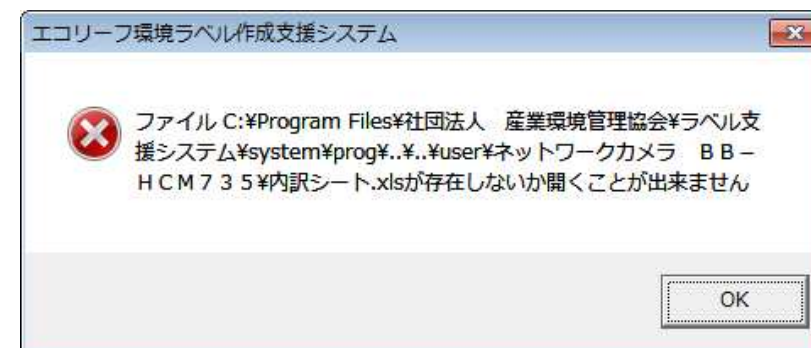 エコリーフ環境ラベル作成支援システム
ファイル C:¥Program Files¥社団法人　産業環境管理協会¥ラベル支
援システム¥system¥prog¥..¥..¥user¥ネットワークカメラ　ＢＢ－
ＨＣＭ７３５¥内訳シート.xlsが存在しないか開くことが出来ません
OK